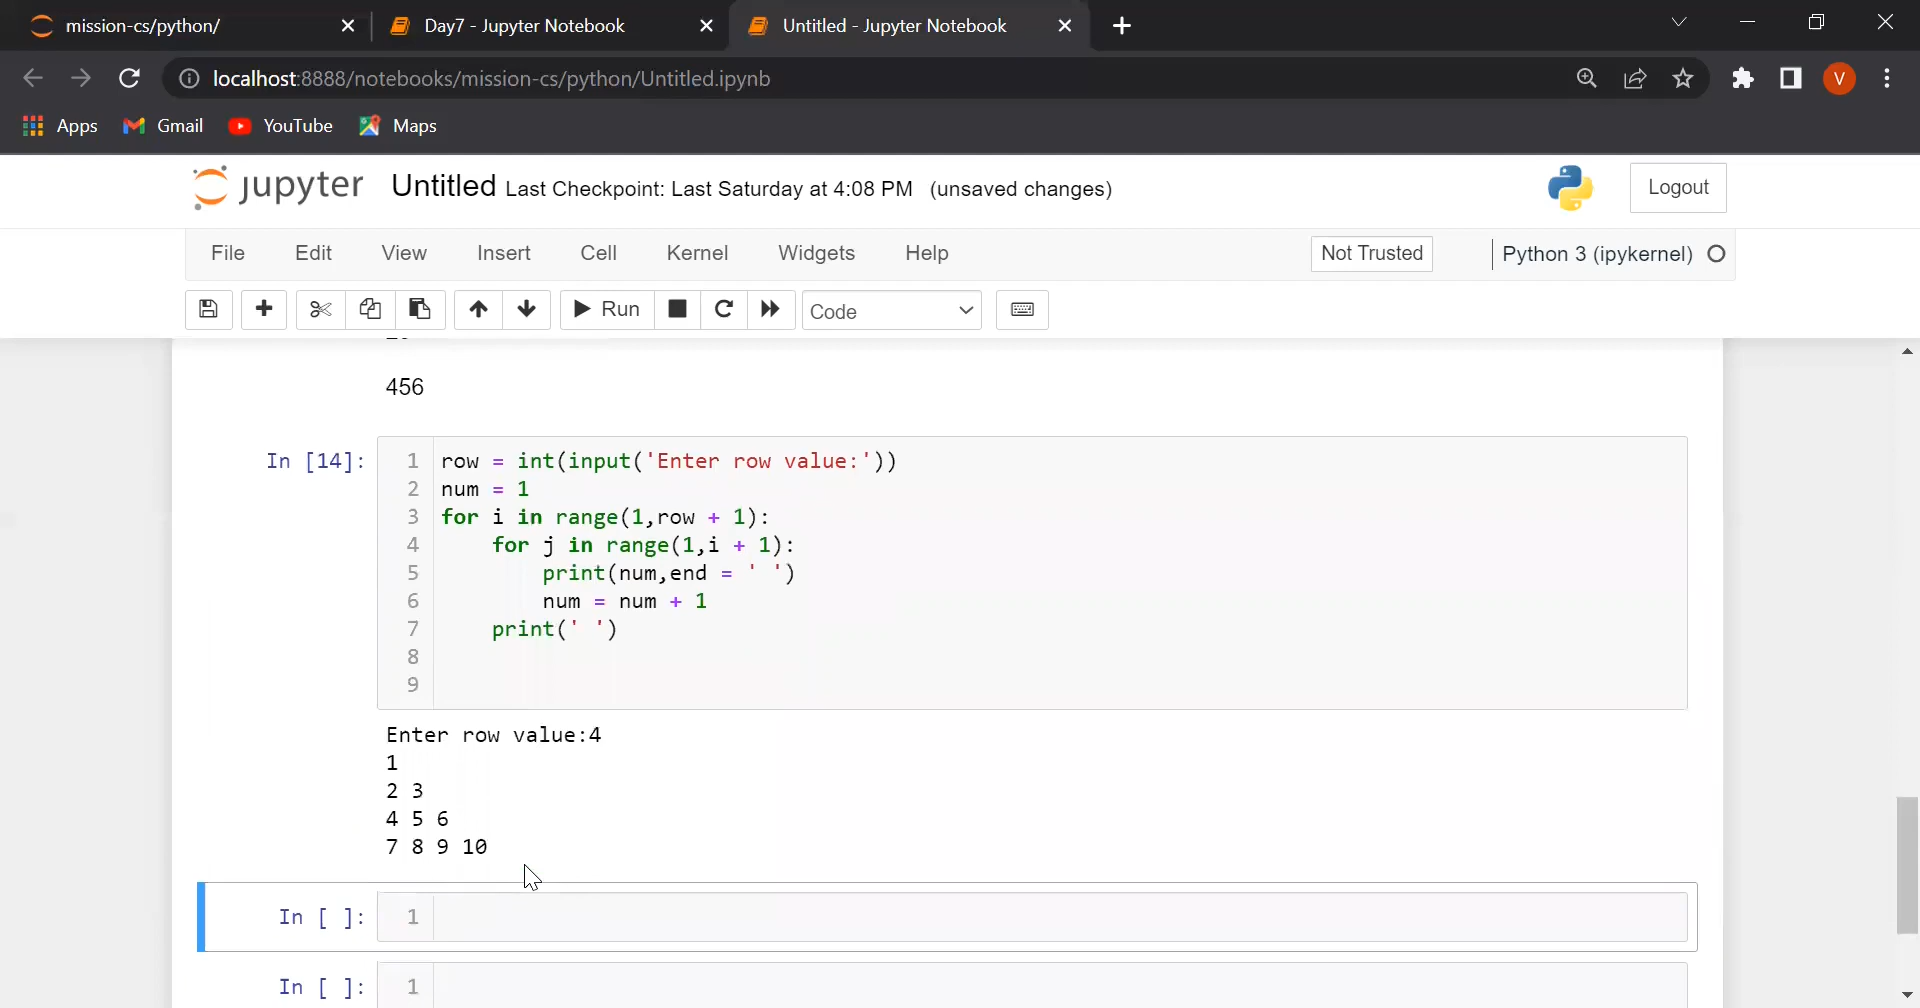 mission-cs/python/
Day7 - Jupyter Notebook
Untitled - Jupyter Notebook
localhost:8888/notebooks/mission-cs/python/Untitled.ipynb
V
Apps
Gmail
YouTube
Maps
jupyter Untitled Last Checkpoint: Last Saturday at 4:08 PM (unsaved changes)
Logout
File Edit View Insert Cell Kernel Widgets Help
Not Trusted
Python 3 (ipykernel)
Run
Code
456
In [14]:
1 row = int(input('Enter row value:'))
2 num = 1
3 for i in range(1,row + 1):
4     for j in range(1,i + 1):
5         print(num,end = ' ')
6         num = num + 1
7     print(' ')
8
9
Enter row value:4
1
2 3
4 5 6
7 8 9 10
In [ ]: 1
In [ ]: 1